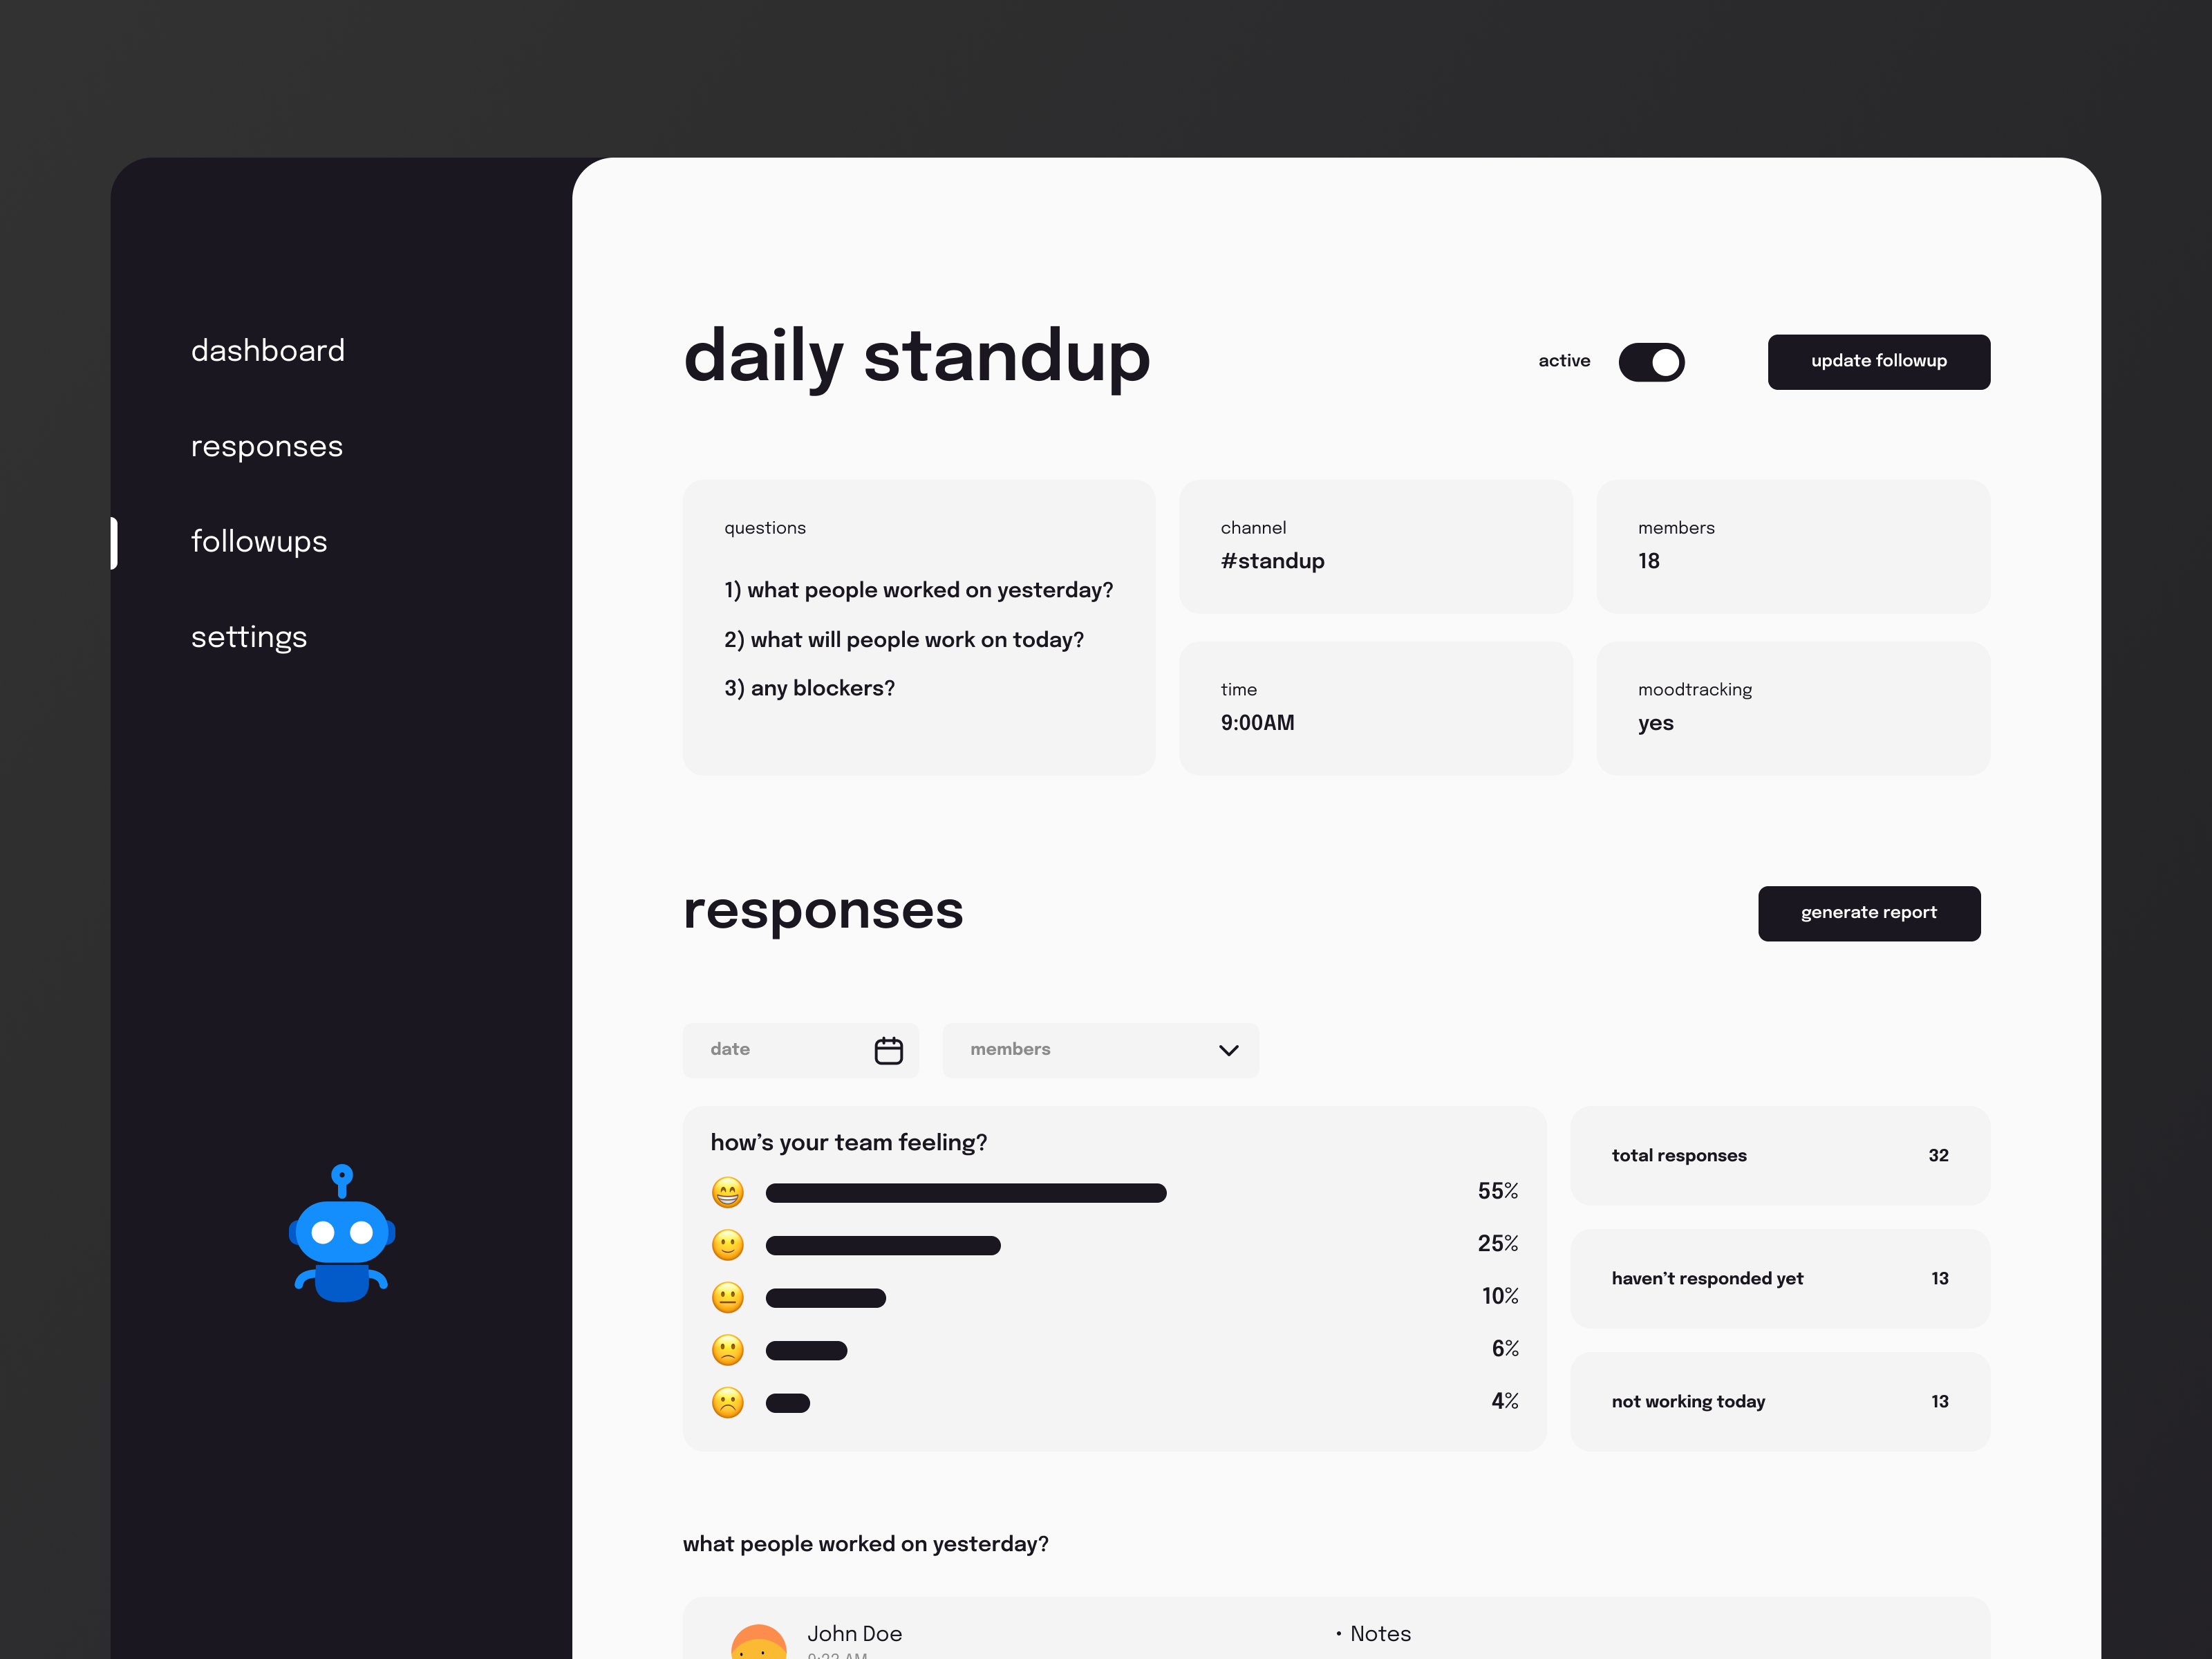 dashboard
responses
followups
settings
daily standup
active
update followup
questions
1) what people worked on yesterday?
2) what will people work on today?
3) any blockers?
channel
#standup
members
18
time
9:00AM
moodtracking
yes
responses
generate report
date
members
how’s your team feeling?
55%
25%
10%
6%
4%
total responses 32
haven’t responded yet 13
not working today 13
what people worked on yesterday?
John Doe
• Notes